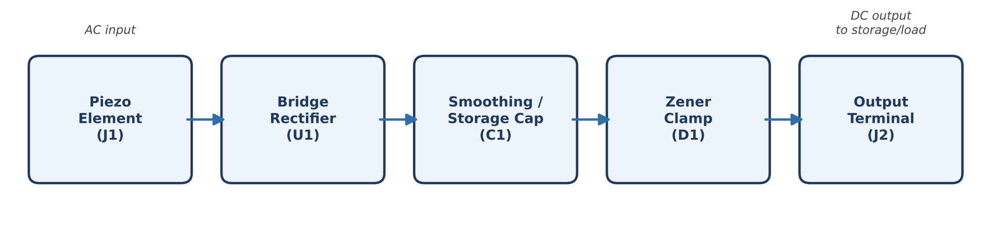 AC input
DC output
to storage/load
Piezo
Element
(J1)
Bridge
Rectifier
(U1)
Smoothing /
Storage Cap
(C1)
Zener
Clamp
(D1)
Output
Terminal
(J2)